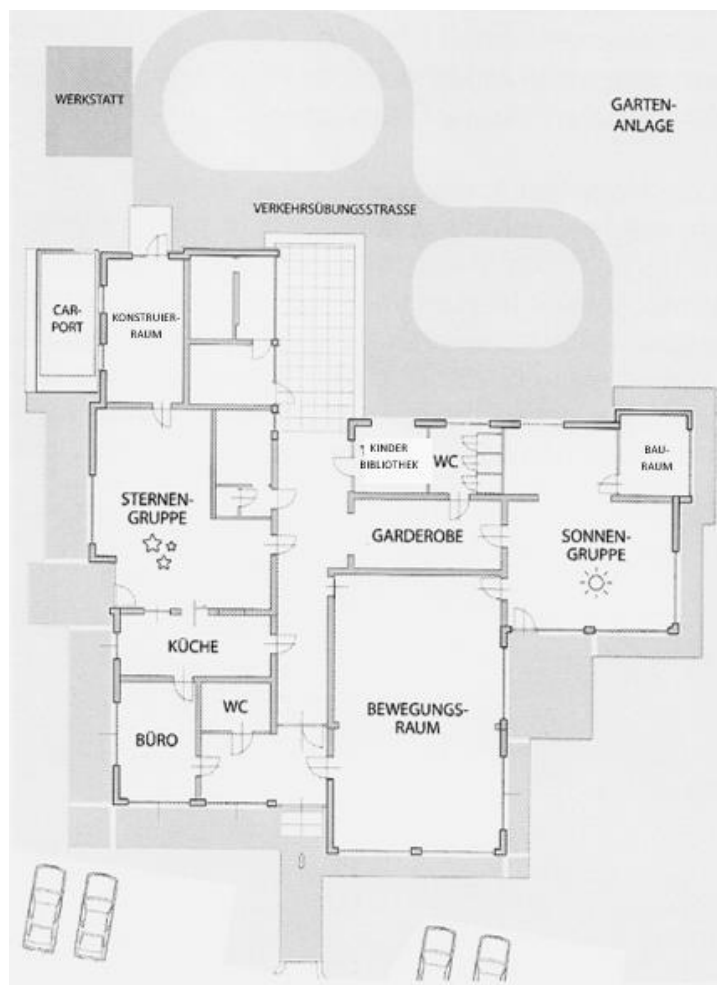 WERKSTATT
GARTEN-
ANLAGE
VERKEHRSÜBUNGSSTRASSE
CAR-
PORT
KONSTRUIER-
RAUM
KINDER
BIBLIOTHEK
WC
BAU-
RAUM
STERNEN-
GRUPPE
GARDEROBE
SONNEN-
GRUPPE
KÜCHE
WC
BEWEGUNGS-
RAUM
BÜRO